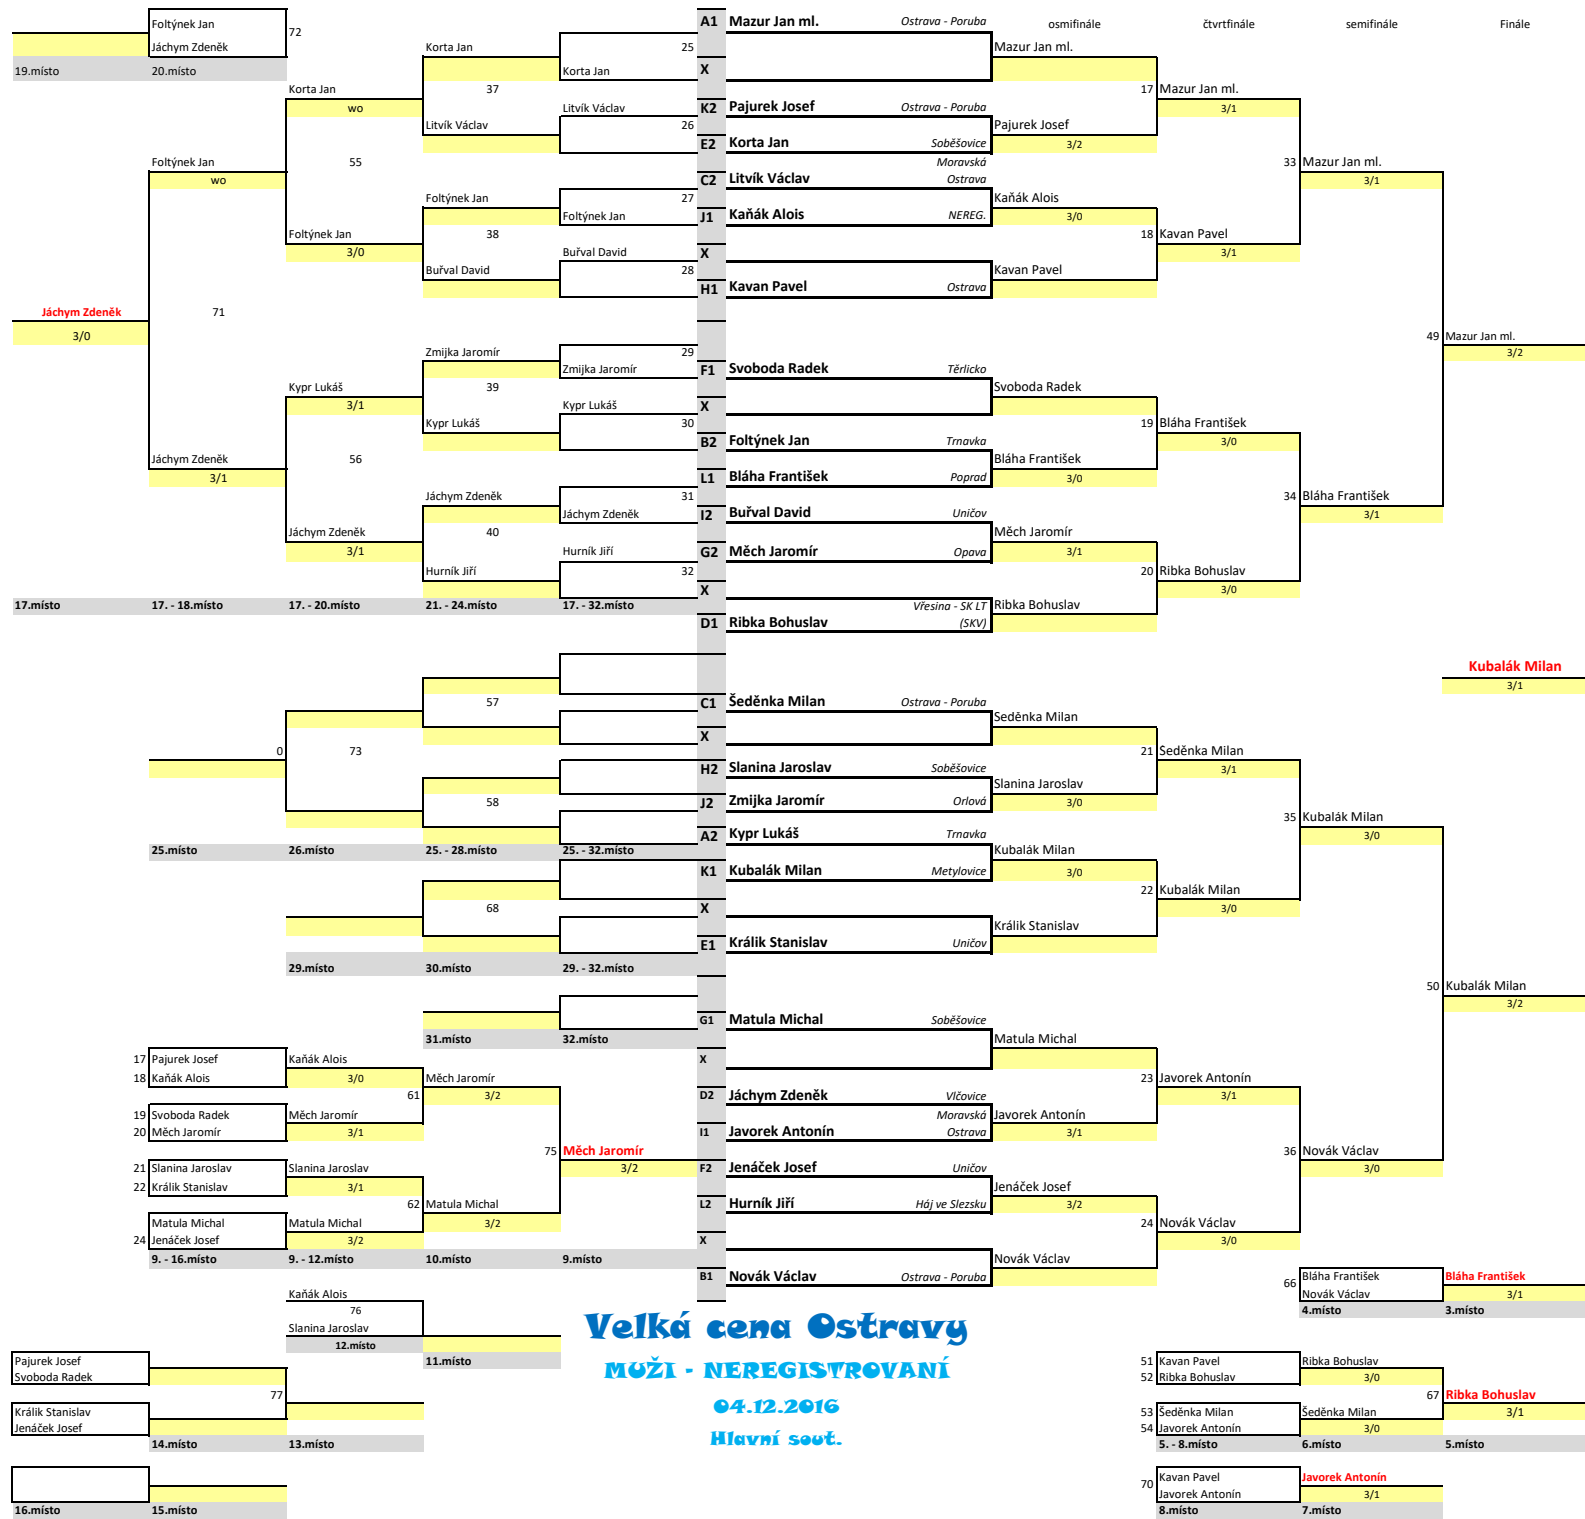 Foltýnek Jan
72
Jáchym Zdeněk
19.místo
20.místo
Korta Jan
25
Korta Jan
37
Korta Jan
wo
Litvík Václav
26
Litvík Václav
Foltýnek Jan
wo
55
Foltýnek Jan
27
Foltýnek Jan
38
Foltýnek Jan
3/0
Buřval David
28
Buřval David
Jáchym Zdeněk
3/0
71
Zmijka Jaromír
29
Zmijka Jaromír
39
Kypr Lukáš
3/1
Kypr Lukáš
30
Kypr Lukáš
Jáchym Zdeněk
3/1
56
Jáchym Zdeněk
31
Jáchym Zdeněk
40
Jáchym Zdeněk
3/1
Hurník Jiří
32
Hurník Jiří
17.místo
17. - 18.místo
17. - 20.místo
21. - 24.místo
17. - 32.místo
57
0
73
58
25.místo
26.místo
25. - 28.místo
25. - 32.místo
68
29.místo
30.místo
29. - 32.místo
31.místo
32.místo
17 Pajurek Josef
18 Kaňák Alois
Kaňák Alois
3/0
61
Měch Jaromír
3/2
19 Svoboda Radek
20 Měch Jaromír
Měch Jaromír
3/1
75
Měch Jaromír
3/2
21 Slanina Jaroslav
22 Králik Stanislav
Slanina Jaroslav
3/1
62
Matula Michal
3/2
Matula Michal
24 Jenáček Josef
Matula Michal
3/2
9. - 16.místo
9. - 12.místo
10.místo
9.místo
Kaňák Alois
76
Slanina Jaroslav
12.místo
11.místo
Pajurek Josef
Svoboda Radek
77
Králik Stanislav
Jenáček Josef
14.místo
13.místo
16.místo
15.místo
A1 Mazur Jan ml. Ostrava - Poruba
X
K2 Pajurek Josef Ostrava - Poruba
E2 Korta Jan Soběšovice
C2 Litvík Václav Moravská Ostrava
J1 Kaňák Alois NEREG.
X
H1 Kavan Pavel Ostrava
F1 Svoboda Radek Těrlicko
X
B2 Foltýnek Jan Trnavka
L1 Bláha František Poprad
I2 Buřval David Uničov
G2 Měch Jaromír Opava
X
D1 Ribka Bohuslav Vřesina - SK LT (SKV)
C1 Šeděnka Milan Ostrava - Poruba
X
H2 Slanina Jaroslav Soběšovice
J2 Zmijka Jaromír Orlová
A2 Kypr Lukáš Trnavka
K1 Kubalák Milan Metylovice
X
E1 Králik Stanislav Uničov
G1 Matula Michal Soběšovice
X
D2 Jáchym Zdeněk Vlčovice
I1 Javorek Antonín Moravská Ostrava
F2 Jenáček Josef Uničov
L2 Hurník Jiří Háj ve Slezsku
X
B1 Novák Václav Ostrava - Poruba
osmifinále
čtvrtfinále
semifinále
Finále
Mazur Jan ml.
17 Mazur Jan ml.
3/1
Pajurek Josef
3/2
33 Mazur Jan ml.
3/1
Kaňák Alois
3/0
18 Kavan Pavel
3/1
Kavan Pavel
49 Mazur Jan ml.
3/2
Svoboda Radek
19 Bláha František
3/0
Bláha František
3/0
34 Bláha František
3/1
Měch Jaromír
3/1
20 Ribka Bohuslav
3/0
Ribka Bohuslav
Kubalák Milan
3/1
Šeděnka Milan
21 Šeděnka Milan
3/1
Slanina Jaroslav
3/0
35 Kubalák Milan
3/0
Kubalák Milan
3/0
22 Kubalák Milan
3/0
Králik Stanislav
50 Kubalák Milan
3/2
Matula Michal
23 Javorek Antonín
3/1
Javorek Antonín
3/1
36 Novák Václav
3/0
Jenáček Josef
3/2
24 Novák Václav
3/0
Novák Václav
66
Bláha František
Novák Václav
Bláha František
3/1
4.místo
3.místo
Velká cena Ostravy
MUŽI - NEREGISTROVANÍ
04.12.2016
Hlavní sout.
51 Kavan Pavel
52 Ribka Bohuslav
Ribka Bohuslav
3/0
67 Ribka Bohuslav
3/1
53 Šeděnka Milan
54 Javorek Antonín
Šeděnka Milan
3/0
5. - 8.místo
6.místo
5.místo
70
Kavan Pavel
Javorek Antonín
Javorek Antonín
3/1
8.místo
7.místo